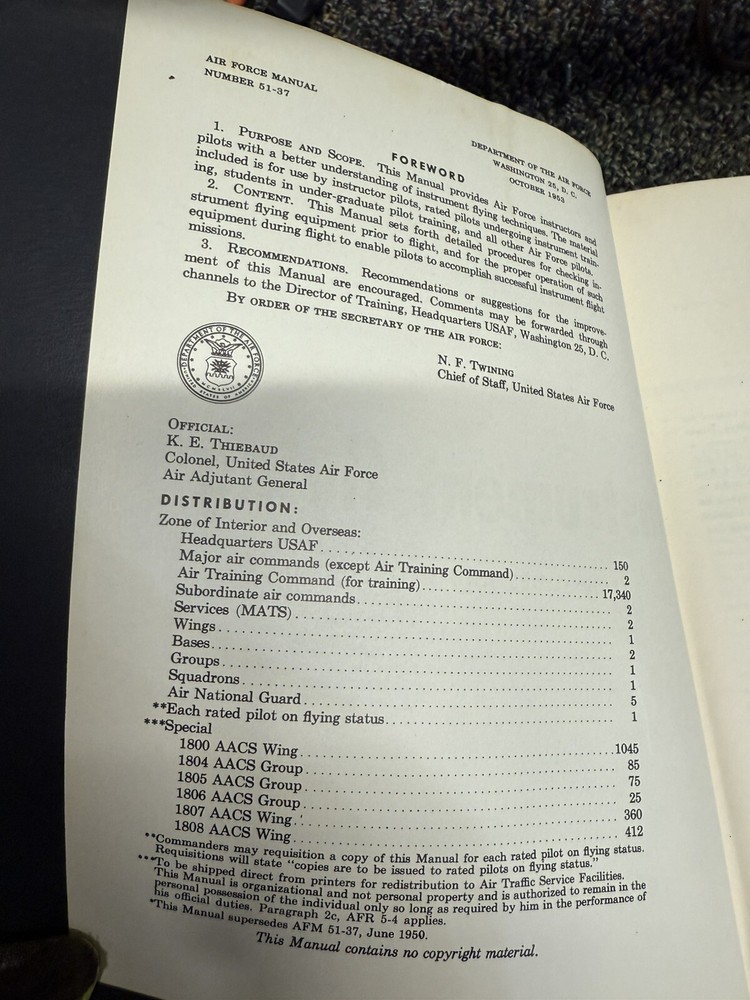 AIR FORCE MANUAL
NUMBER 51-37
DEPARTMENT OF THE AIR FORCE
WASHINGTON 25, D. C.
OCTOBER 1953
FOREWORD
1. PURPOSE AND SCOPE. This Manual provides Air Force instructors and
pilots with a better understanding of instrument flying techniques. The material
included is for use by instructor pilots, rated pilots undergoing instrument train-
ing, students in under-graduate pilot training, and all other Air Force pilots.
2. CONTENT. This Manual sets forth detailed procedures for checking in-
strument flying equipment prior to flight, and for the proper operation of such
equipment during flight to enable pilots to accomplish successful instrument flight
missions.
3. RECOMMENDATIONS. Recommendations or suggestions for the improve-
ment of this Manual are encouraged. Comments may be forwarded through
channels to the Director of Training, Headquarters USAF, Washington 25, D. C.
BY ORDER OF THE SECRETARY OF THE AIR FORCE:
DEPARTMENT OF THE AIR FORCE
MCMXLVII
N. F. TWINING
Chief of Staff, United States Air Force
OFFICIAL:
K. E. THIEBAUD
Colonel, United States Air Force
Air Adjutant General
DISTRIBUTION:
Zone of Interior and Overseas:
Headquarters USAF 150
Major air commands (except Air Training Command) 2
Air Training Command (for training) 17,340
Subordinate air commands 2
Services (MATS) 2
Wings 1
Bases 2
Groups 1
Squadrons 1
Air National Guard 5
**Each rated pilot on flying status 1
***Special
1800 AACS Wing 1045
1804 AACS Group 85
1805 AACS Group 75
1806 AACS Group 25
1807 AACS Wing 360
1808 AACS Wing 412
**Commanders may requisition a copy of this Manual for each rated pilot on flying status.
Requisitions will state "copies are to be issued to rated pilots on flying status."
***To be shipped direct from printers for redistribution to Air Traffic Service Facilities.
This Manual is organizational and not personal property and is authorized to remain in the
personal possession of the individual only so long as required by him in the performance of
his official duties. Paragraph 2c, AFR 5-4 applies.
*This Manual supersedes AFM 51-37, June 1950.
This Manual contains no copyright material.